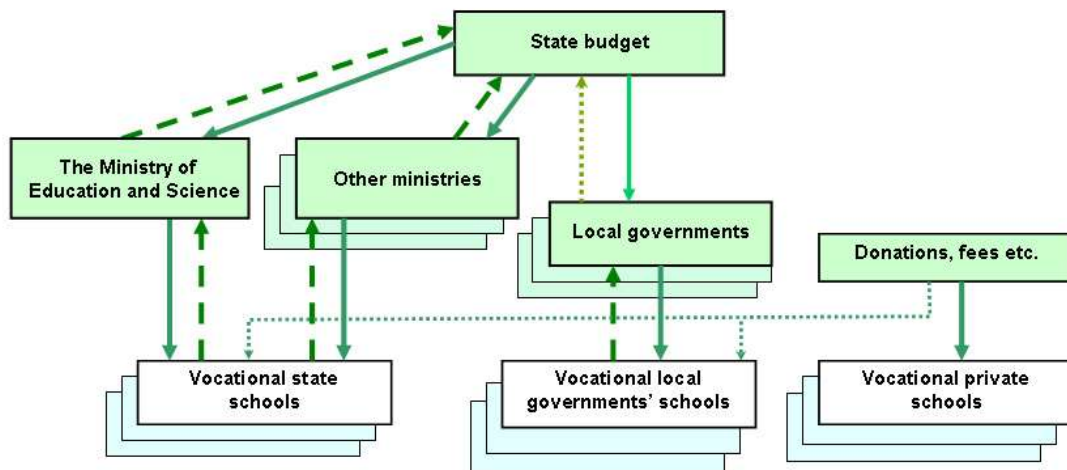 State budget
The Ministry of
Education and Science
Other ministries
Local governments
Donations, fees etc.
Vocational state
schools
Vocational local
governments' schools
Vocational private
schools